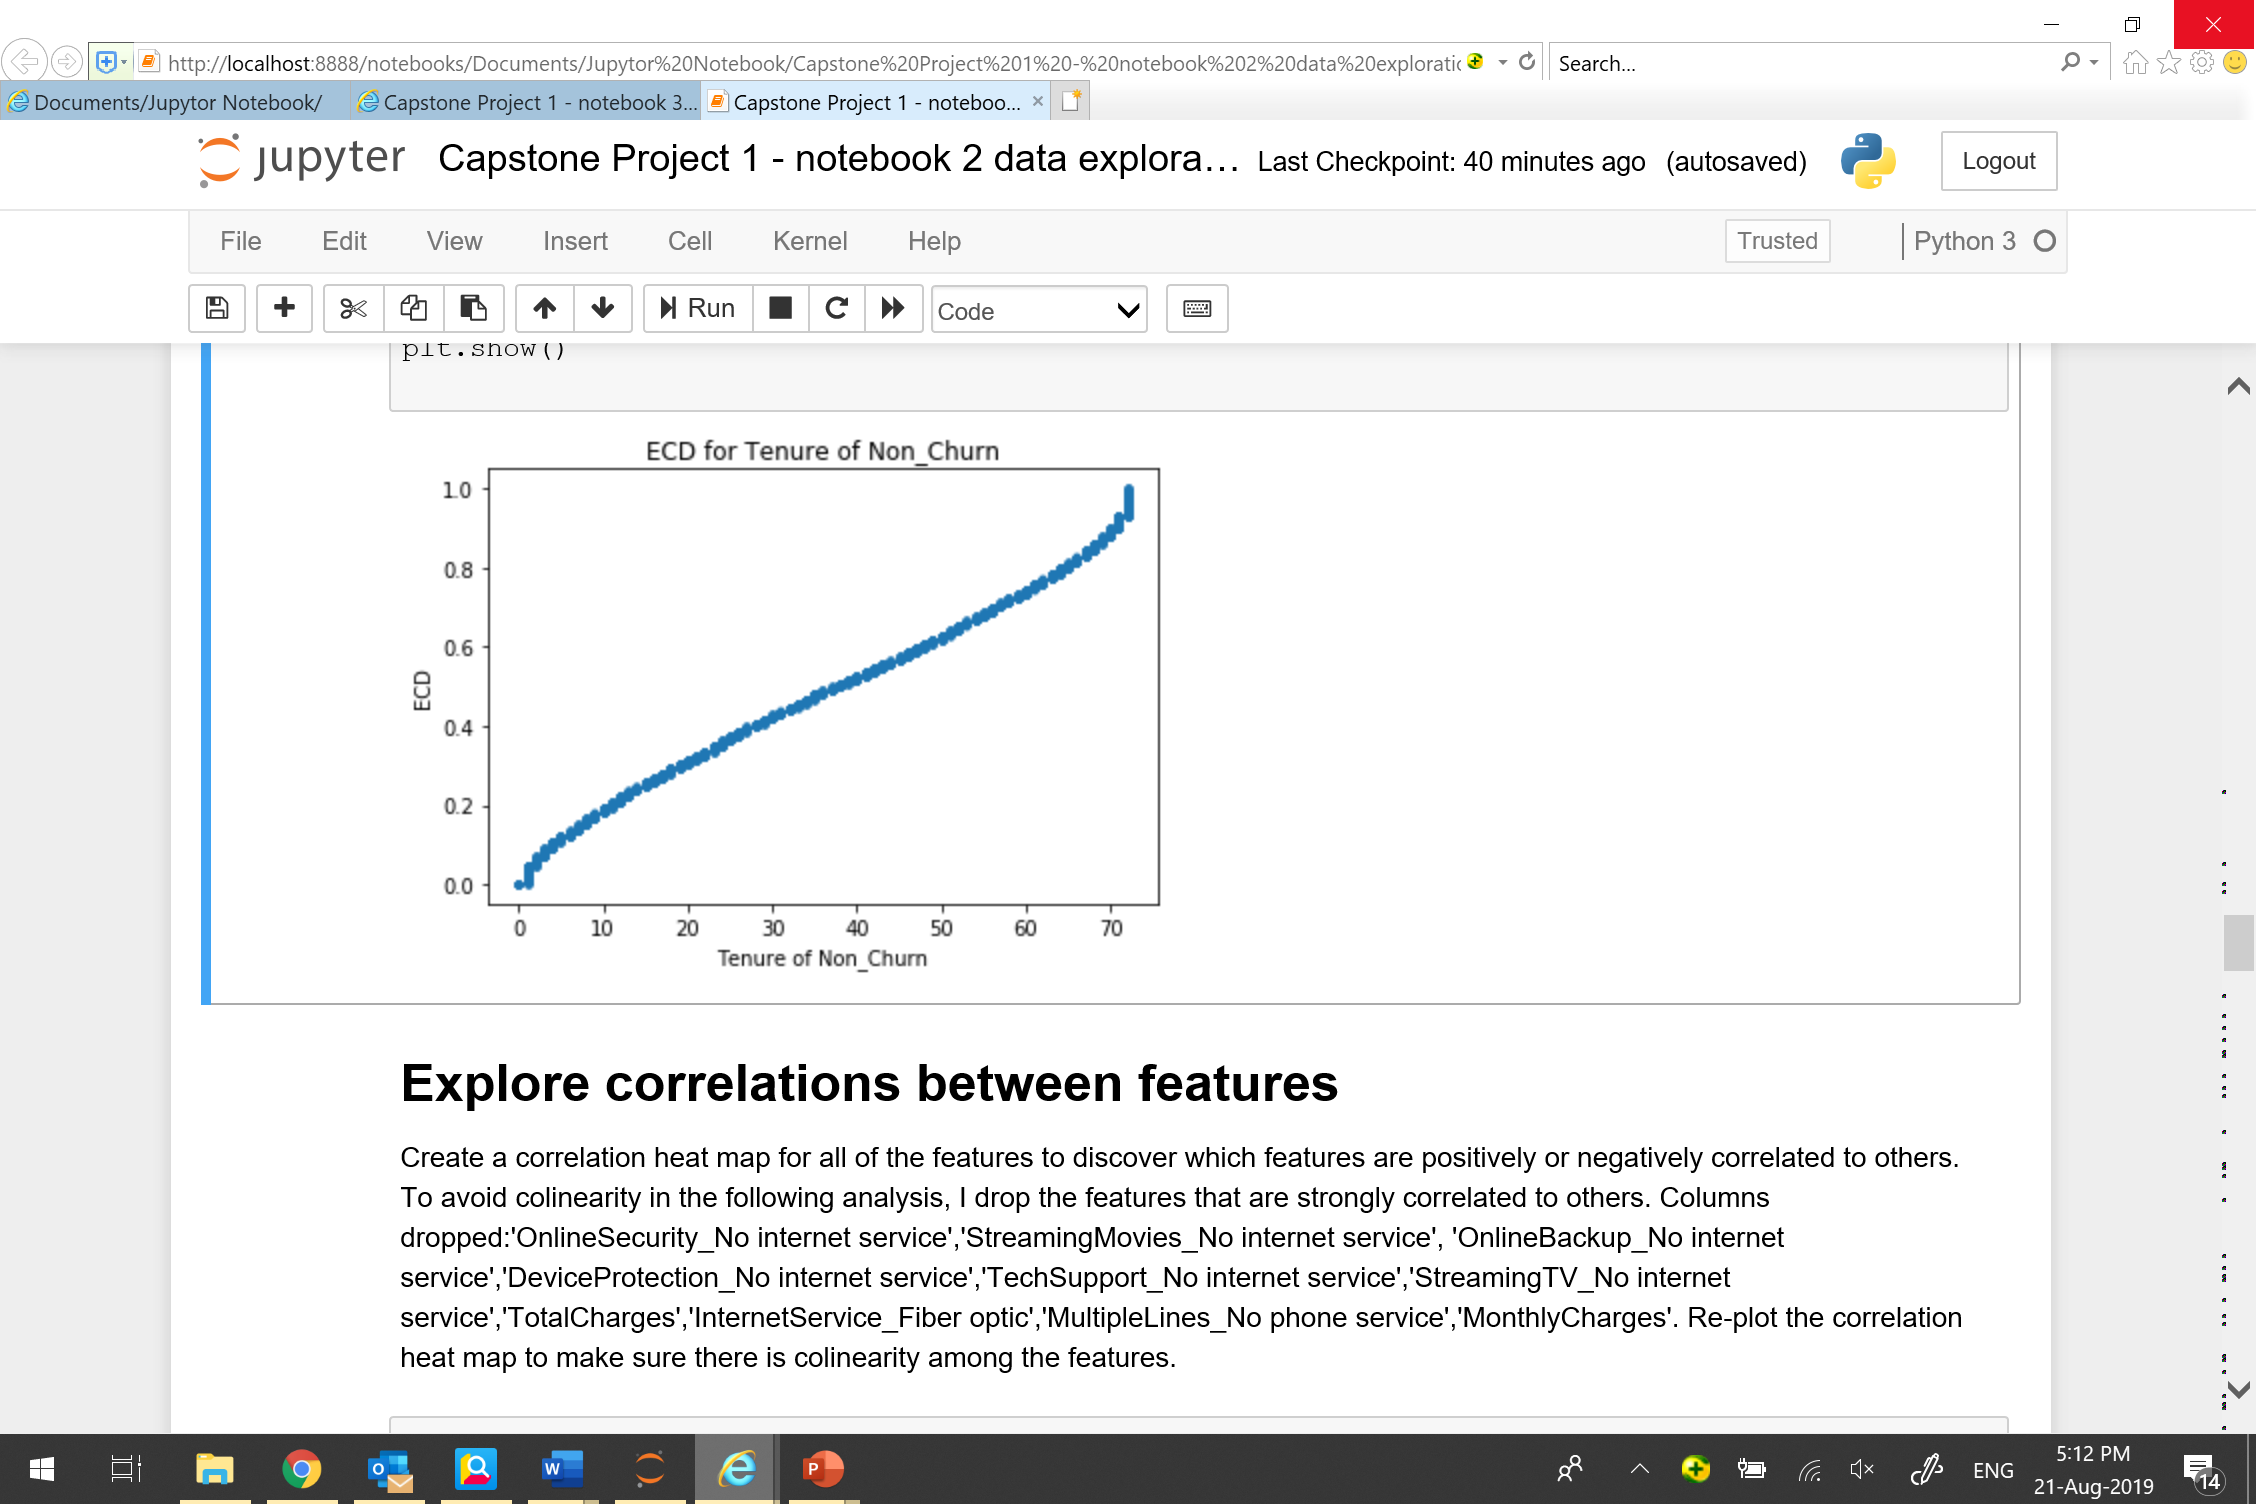 http://localhost:8888/notebooks/Documents/Jupytor%20Notebook/Capstone%20Project%201%20-%20notebook%202%20data%20exploratic
Search...
Documents/Jupytor Notebook/
Capstone Project 1 - notebook 3...
Capstone Project 1 - noteboo...
jupyter
Capstone Project 1 - notebook 2 data explora...
Last Checkpoint: 40 minutes ago (autosaved)
Logout
File Edit View Insert Cell Kernel Help
Trusted
Python 3
Run
Code
plt.show()
ECD for Tenure of Non_Churn
1.0
0.8
0.6
0.4
0.2
0.0
ECD
0 10 20 30 40 50 60 70
Tenure of Non_Churn
Explore correlations between features
Create a correlation heat map for all of the features to discover which features are positively or negatively correlated to others.
To avoid colinearity in the following analysis, I drop the features that are strongly correlated to others. Columns
dropped:'OnlineSecurity_No internet service','StreamingMovies_No internet service', 'OnlineBackup_No internet
service','DeviceProtection_No internet service','TechSupport_No internet service','StreamingTV_No internet
service','TotalCharges','InternetService_Fiber optic','MultipleLines_No phone service','MonthlyCharges'. Re-plot the correlation
heat map to make sure there is colinearity among the features.
ENG
5:12 PM
21-Aug-2019
14